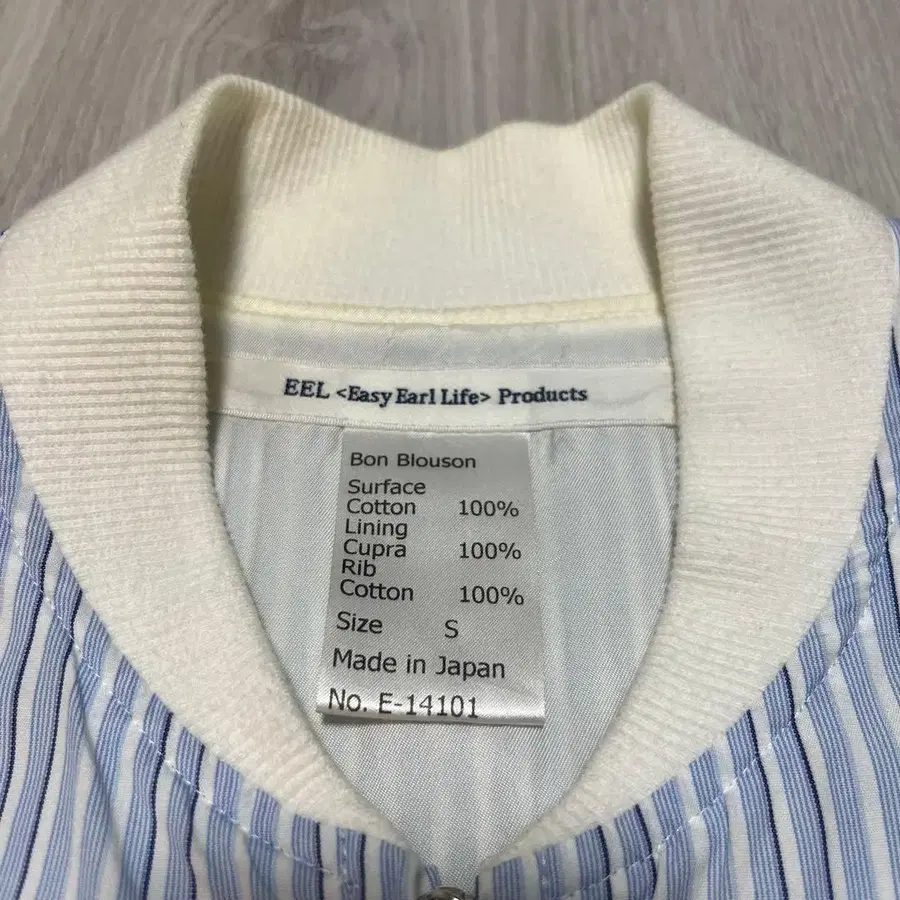 EEL <Easy Earl Life> Products
Bon Blouson
Surface
Cotton 100%
Lining
Cupra 100%
Rib
Cotton 100%
Size S
Made in Japan
No. E-14101